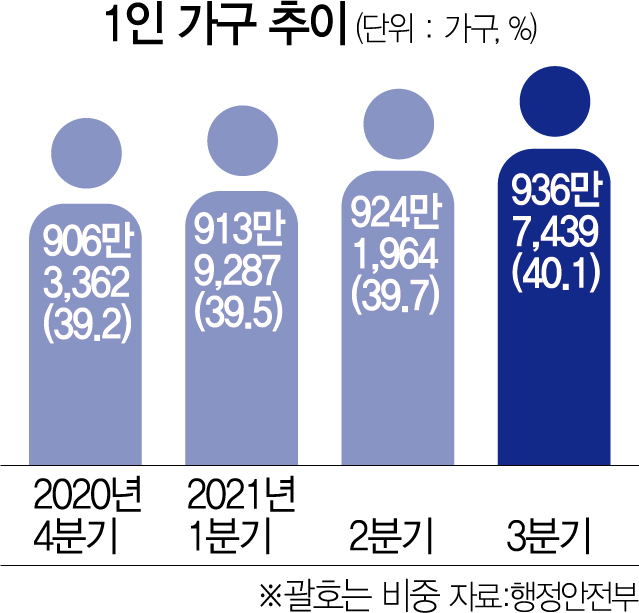 1인 가구 추이 (단위 : 가구, %)
906만
3,362
(39.2)
913만
9,287
(39.5)
924만
1,964
(39.7)
936만
7,439
(40.1)
2020년
4분기
2021년
1분기
2분기
3분기
※괄호는 비중 자료:행정안전부